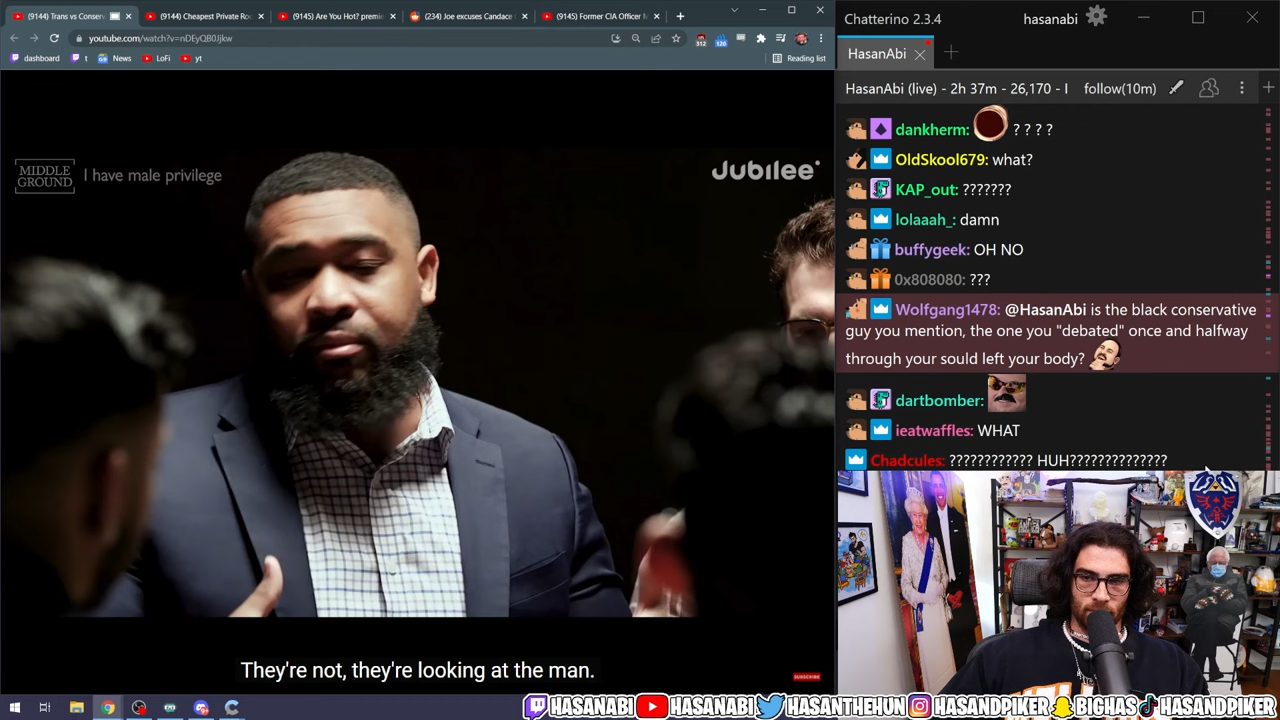 (9144) Trans vs Conserv
(9144) Cheapest Private Roo
(9145) Are You Hot? premie
(234) Joe excuses Candace
(9145) Former CIA Officer
youtube.com/watch?v=nDEyQB0Jjkw
312
120
dashboard
t
News
LoFi
yt
Reading list
MIDDLE
GROUND
I have male privilege
Jubilee
They're not, they're looking at the man.
SUBSCRIBE
Chatterino 2.3.4
hasanabi
HasanAbi
HasanAbi (live) - 2h 37m - 26,170 - I
follow(10m)
dankherm: ? ? ? ?
OldSkool679: what?
KAP_out: ???????
lolaaah_: damn
buffygeek: OH NO
0x808080: ???
Wolfgang1478: @HasanAbi is the black conservative
guy you mention, the one you "debated" once and halfway
through your sould left your body?
dartbomber:
ieatwaffles: WHAT
Chadcules: ???????????? HUH??????????????
HASANABI
HASANABI
HASANTHEHUN
HASANDPIKER
BIGHAS
HASANDPIKER